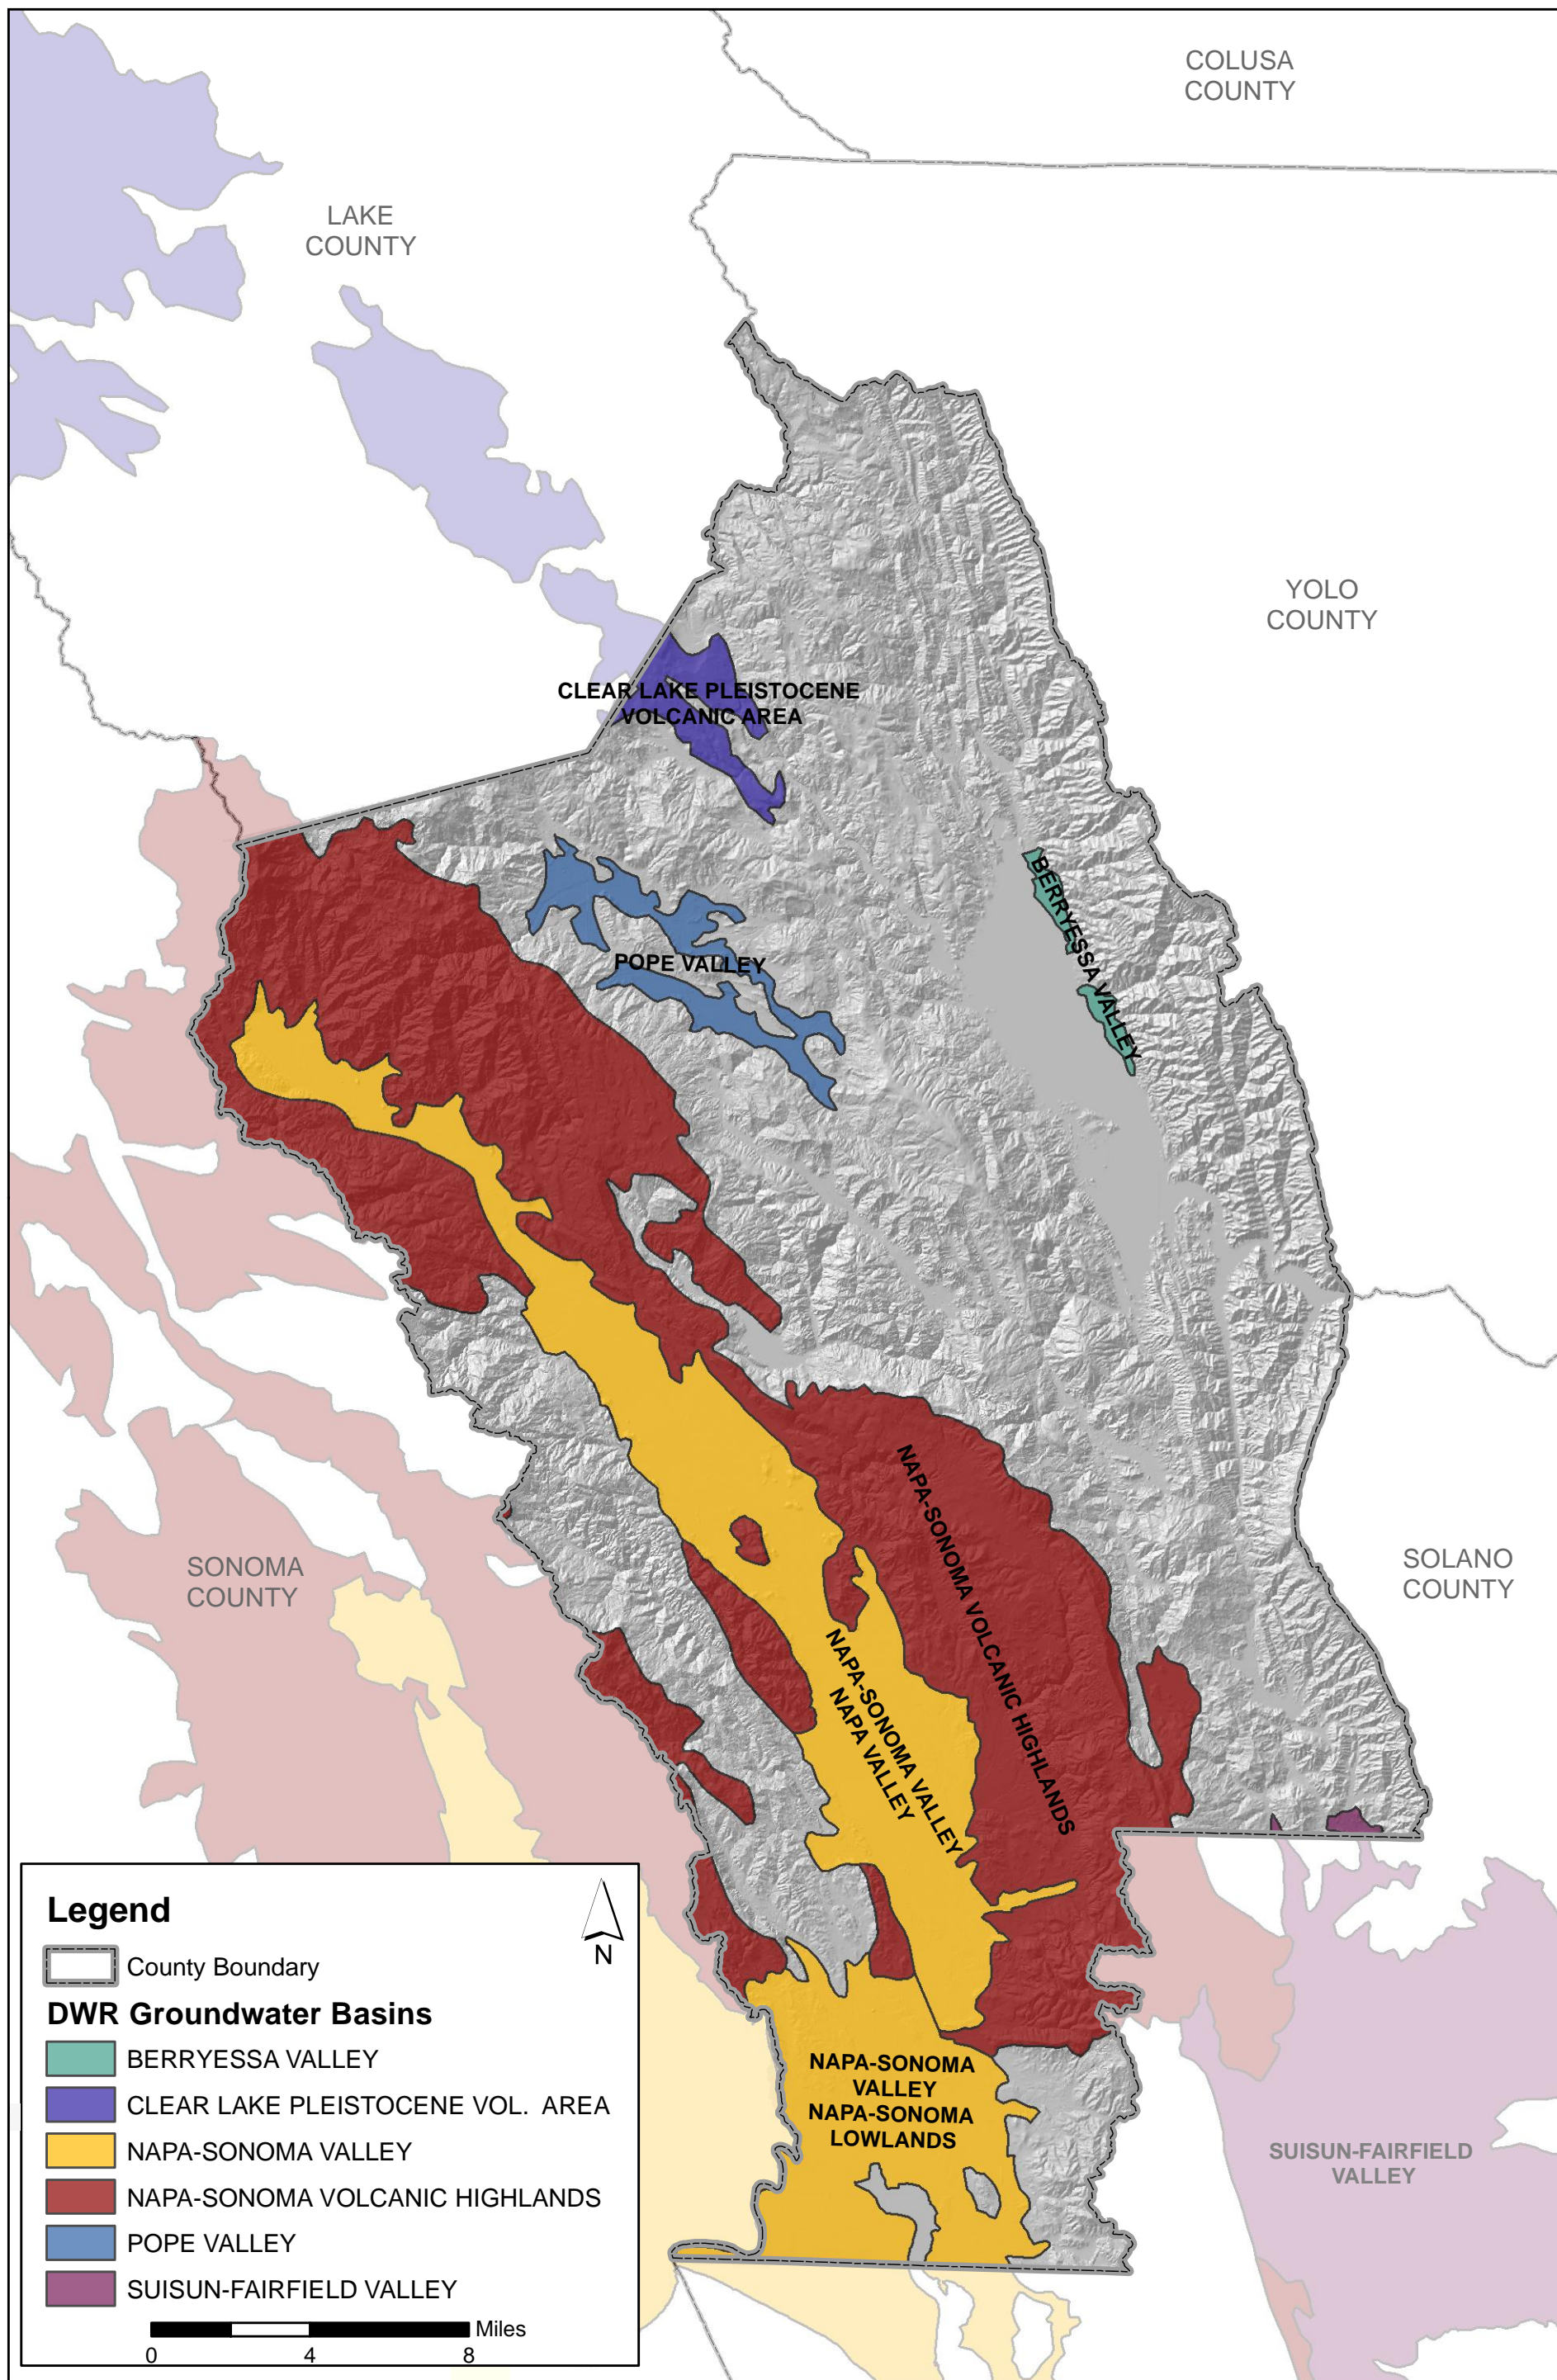 COLUSA
COUNTY
LAKE
COUNTY
YOLO
COUNTY
CLEAR LAKE PLEISTOCENE
VOLCANIC AREA
BERRYESSA VALLEY
POPE VALLEY
NAPA-SONOMA VOLCANIC HIGHLANDS
SONOMA
COUNTY
SOLANO
COUNTY
NAPA-SONOMA VALLEY
NAPA VALLEY
NAPA-SONOMA
VALLEY
NAPA-SONOMA
LOWLANDS
SUISUN-FAIRFIELD
VALLEY
Legend
N
County Boundary
DWR Groundwater Basins
BERRYESSA VALLEY
CLEAR LAKE PLEISTOCENE VOL. AREA
NAPA-SONOMA VALLEY
NAPA-SONOMA VOLCANIC HIGHLANDS
POPE VALLEY
SUISUN-FAIRFIELD VALLEY
Miles
0 4 8